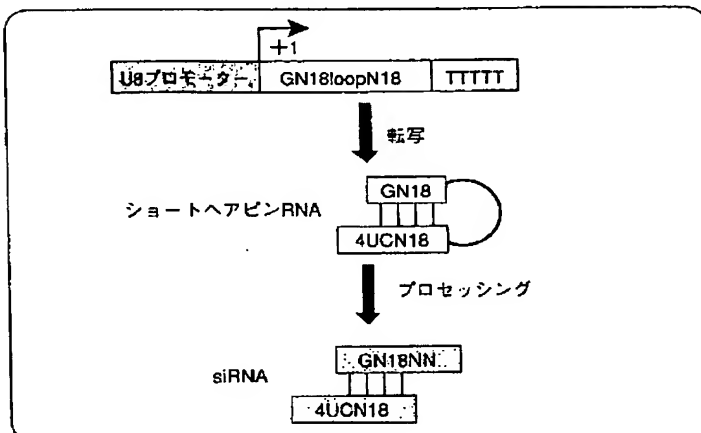 +1
U6プロモーター GN18loopN18 TTTTT
転写
GN18
ショートヘアピンRNA
4UCN18
プロセッシング
GN18NN
siRNA
4UCN18